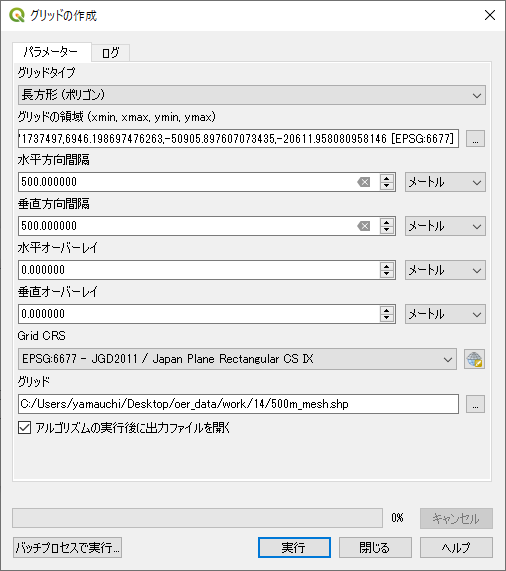 グリッドの作成
パラメーター ログ
グリッドタイプ
長方形 (ポリゴン)
グリッドの領域 (xmin, xmax, ymin, ymax)
1737497,6946.198697476263,-50905.897607073435,-20611.958080958146 [EPSG:6677] ...
水平方向間隔
500.000000 メートル
垂直方向間隔
500.000000 メートル
水平オーバーレイ
0.000000 メートル
垂直オーバーレイ
0.000000 メートル
Grid CRS
EPSG:6677 - JGD2011 / Japan Plane Rectangular CS IX
グリッド
C:/Users/yamauchi/Desktop/oer_data/work/14/500m_mesh.shp ...
アルゴリズムの実行後に出力ファイルを開く
0% キャンセル
バッチプロセスで実行... 実行 閉じる ヘルプ